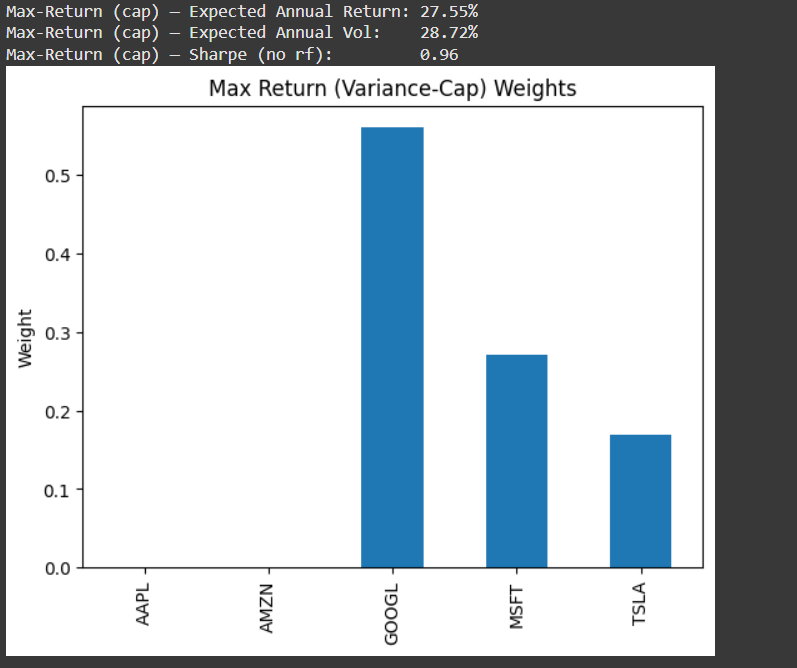 Max-Return (cap) — Expected Annual Return: 27.55%
Max-Return (cap) — Expected Annual Vol:    28.72%
Max-Return (cap) — Sharpe (no rf):         0.96
Max Return (Variance-Cap) Weights
Weight
0.5
0.4
0.3
0.2
0.1
0.0
AAPL
AMZN
GOOGL
MSFT
TSLA